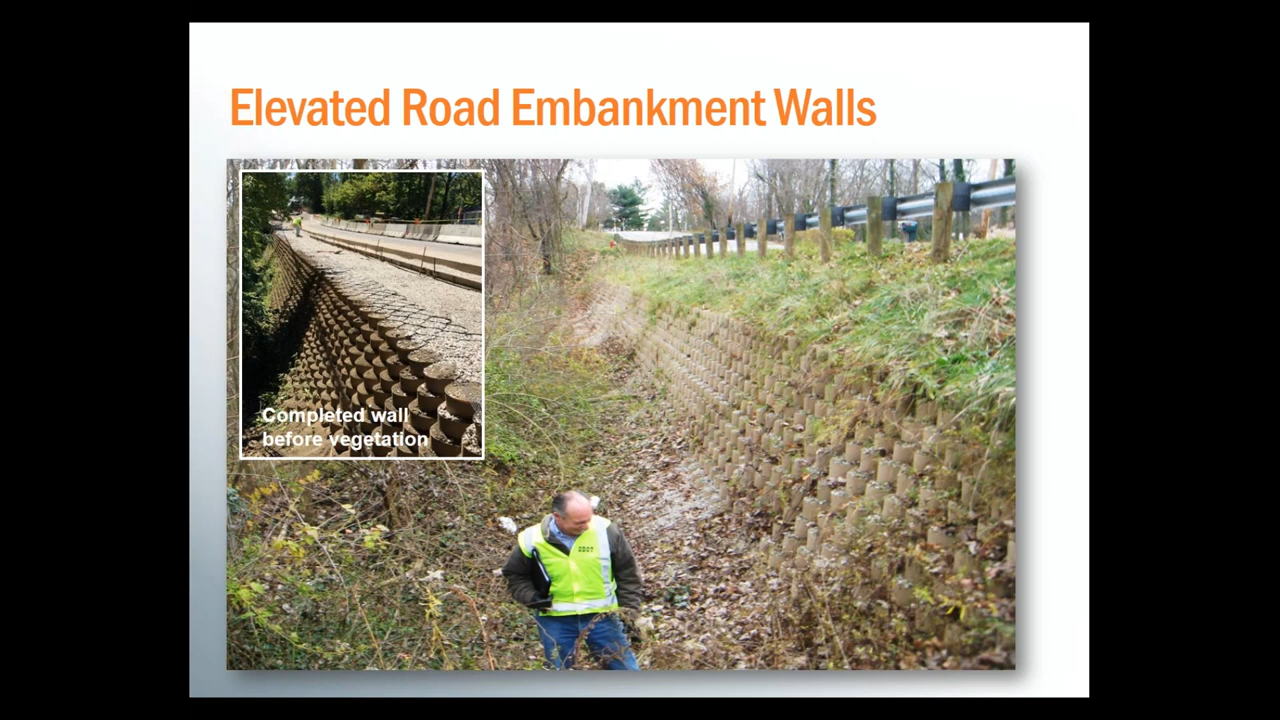 Elevated Road Embankment Walls
Completed wall
before vegetation